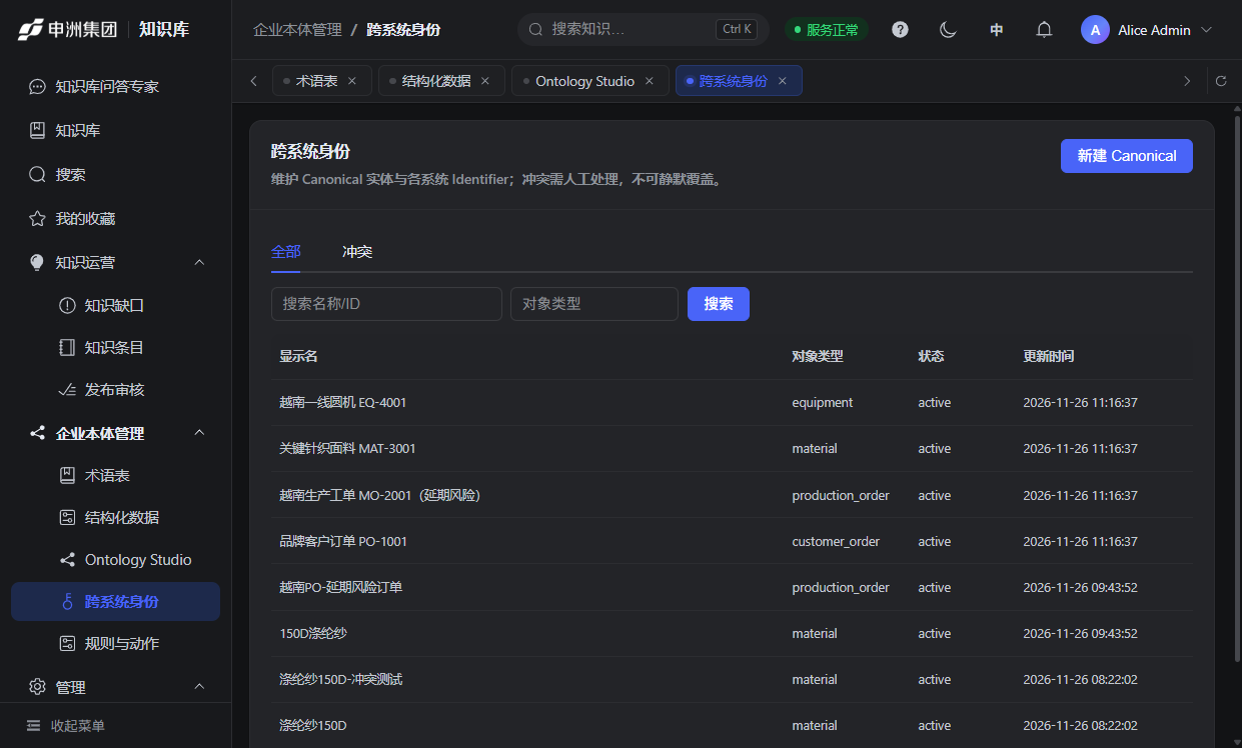 申洲集团 知识库
企业本体管理 / 跨系统身份
搜索知识... Ctrl K
服务正常
?
中
A Alice Admin
术语表 ×
结构化数据 ×
Ontology Studio ×
跨系统身份 ×
知识库问答专家
知识库
搜索
我的收藏
知识运营
知识缺口
知识条目
发布审核
企业本体管理
术语表
结构化数据
Ontology Studio
跨系统身份
规则与动作
管理
收起菜单
跨系统身份
维护 Canonical 实体与各系统 Identifier；冲突需人工处理，不可静默覆盖。
新建 Canonical
全部 冲突
搜索名称/ID 对象类型 搜索
显示名 对象类型 状态 更新时间
越南一线圆机 EQ-4001 equipment active 2026-11-26 11:16:37
关键针织面料 MAT-3001 material active 2026-11-26 11:16:37
越南生产工单 MO-2001（延期风险） production_order active 2026-11-26 11:16:37
品牌客户订单 PO-1001 customer_order active 2026-11-26 11:16:37
越南PO-延期风险订单 production_order active 2026-11-26 09:43:52
150D涤纶纱 material active 2026-11-26 09:43:52
涤纶纱150D-冲突测试 material active 2026-11-26 08:22:02
涤纶纱150D material active 2026-11-26 08:22:02